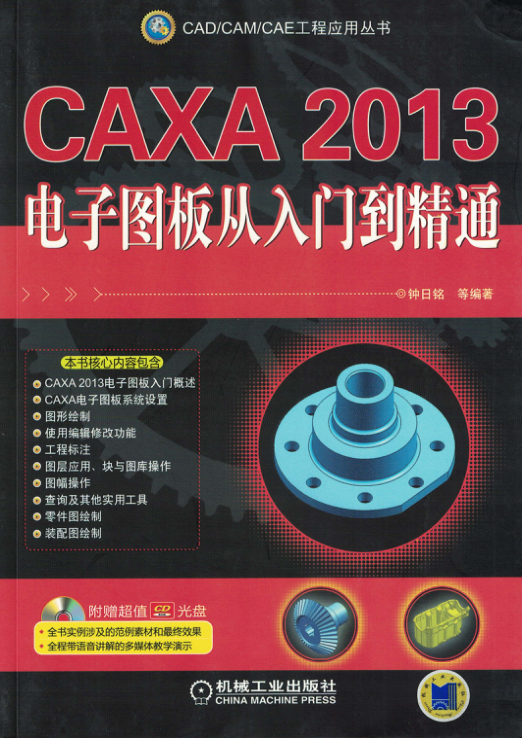 CAD/CAM/CAE工程应用丛书
CAXA 2013
电子图板从入门到精通
◎钟日铭 等编著
本书核心内容包含
CAXA 2013电子图板入门概述
CAXA电子图板系统设置
图形绘制
使用编辑修改功能
工程标注
图层应用、块与图库操作
图幅操作
查询及其他实用工具
零件图绘制
装配图绘制
附赠超值 CD 光盘
全书实例涉及的范例素材和最终效果
全程带语音讲解的多媒体教学演示
机械工业出版社
CHINA MACHINE PRESS